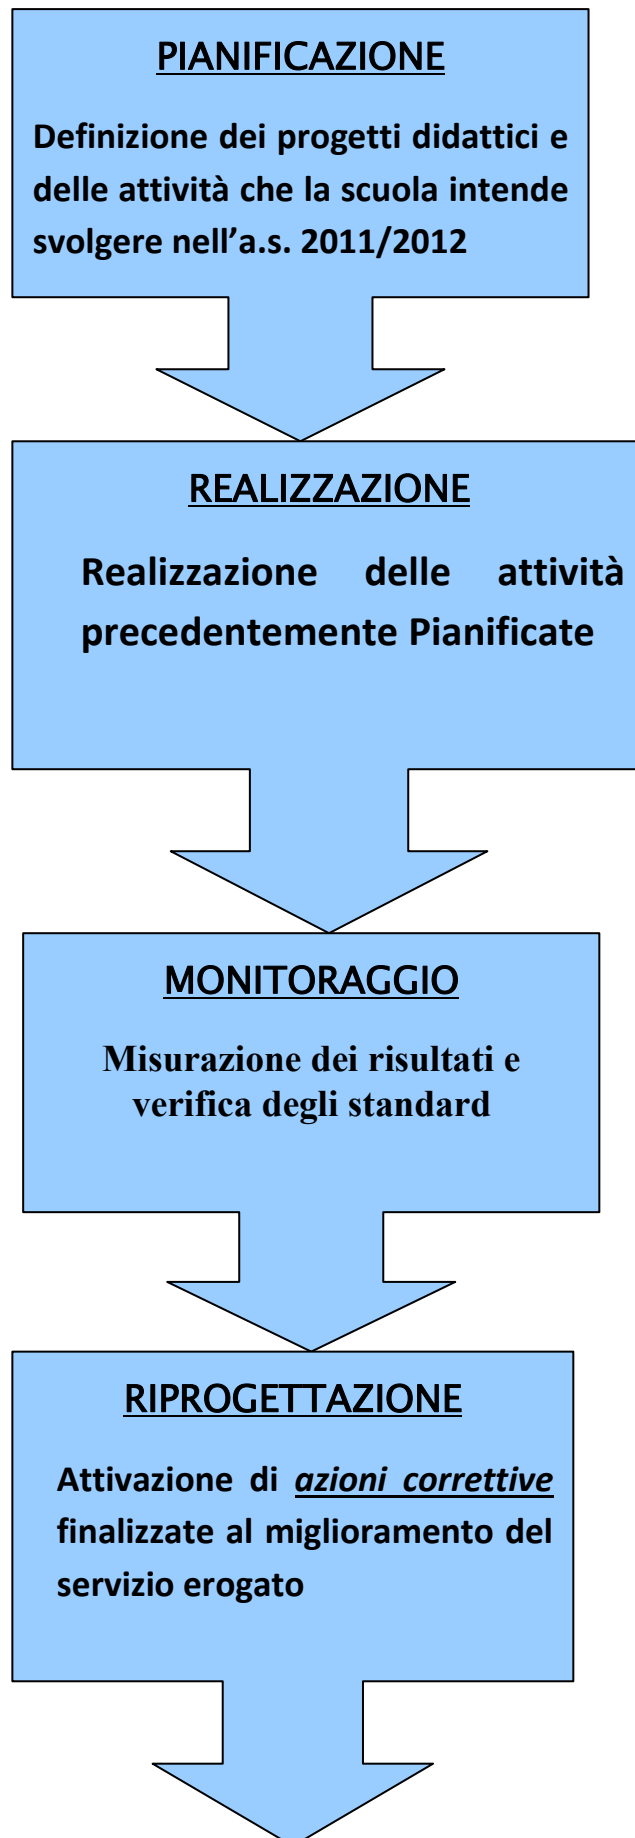 PIANIFICAZIONE
Definizione dei progetti didattici e
delle attività che la scuola intende
svolgere nell’a.s. 2011/2012
REALIZZAZIONE
Realizzazione delle attività
precedentemente Pianificate
MONITORAGGIO
Misurazione dei risultati e
verifica degli standard
RIPROGETTAZIONE
Attivazione di azioni correttive
finalizzate al miglioramento del
servizio erogato